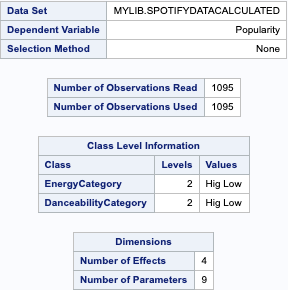 Data Set MYLIB.SPOTIFYDATACALCULATED
Dependent Variable Popularity
Selection Method None
Number of Observations Read 1095
Number of Observations Used 1095
Class Level Information
Class Levels Values
EnergyCategory 2 Hig Low
DanceabilityCategory 2 Hig Low
Dimensions
Number of Effects 4
Number of Parameters 9